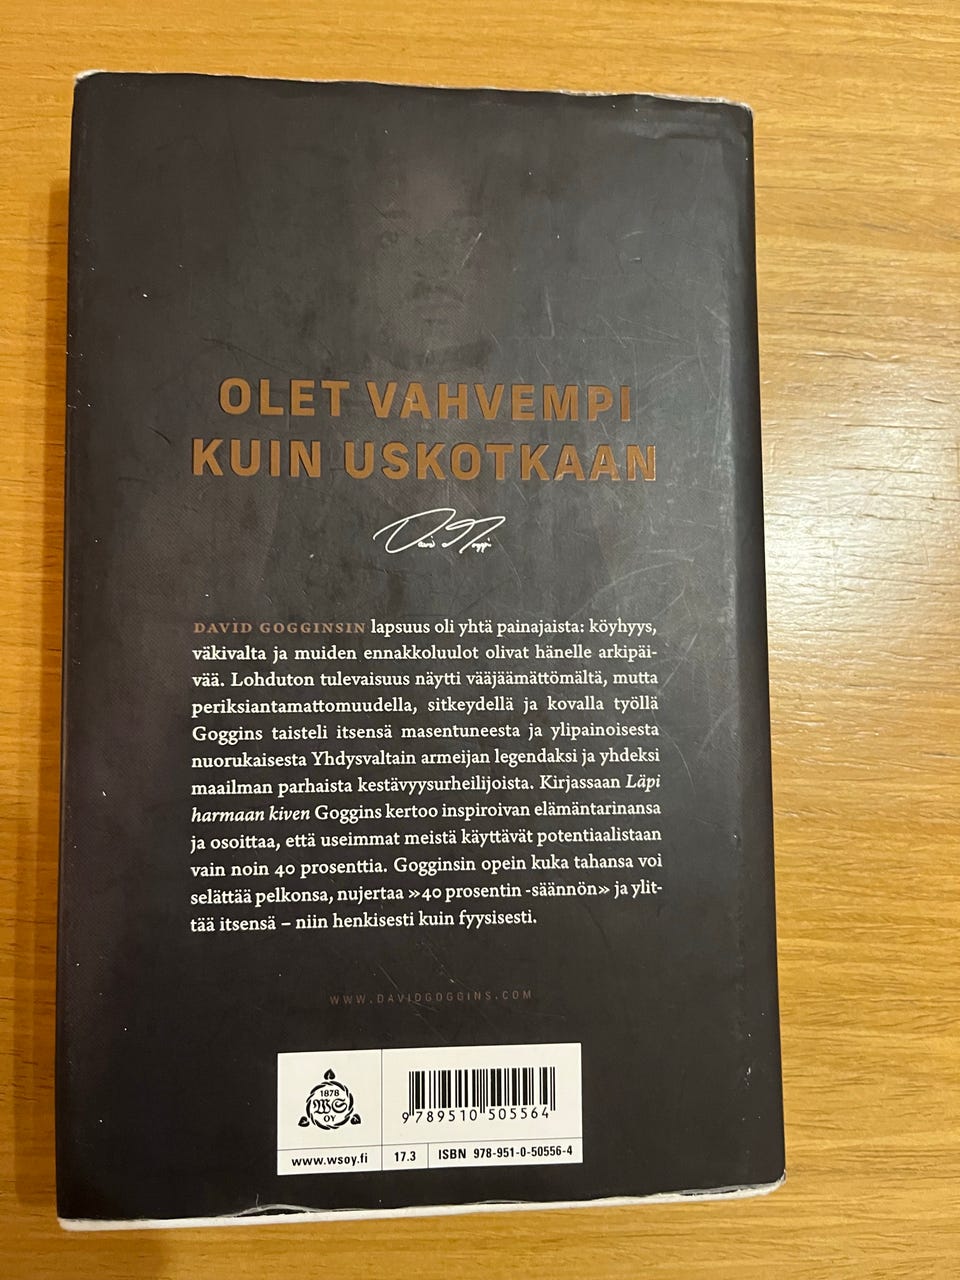 OLET VAHVEMPI
KUIN USKOTKAAN
DAVID GOGGINSIN lapsuus oli yhtä painajaista: köyhyys,
väkivalta ja muiden ennakkoluulot olivat hänelle arkipäi-
vää. Lohduton tulevaisuus näytti vääjäämättömältä, mutta
periksiantamattomuudella, sitkeydellä ja kovalla työllä
Goggins taisteli itsensä masentuneesta ja ylipainoisesta
nuorukaisesta Yhdysvaltain armeijan legendaksi ja yhdeksi
maailman parhaista kestävyysurheilijoista. Kirjassaan Läpi
harmaan kiven Goggins kertoo inspiroivan elämäntarinansa
ja osoittaa, että useimmat meistä käyttävät potentiaalistaan
vain noin 40 prosenttia. Gogginsin opein kuka tahansa voi
selättää pelkonsa, nujertaa »40 prosentin -säännön» ja ylit-
tää itsensä – niin henkisesti kuin fyysisesti.
WWW.DAVIDGOGGINS.COM
1878
WS
OY
9 789510 505564
www.wsoy.fi
17.3
ISBN 978-951-0-50556-4